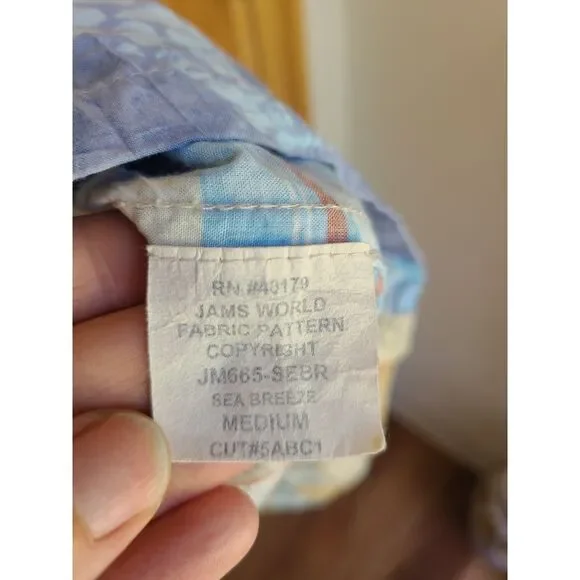 RN #40179
JAMS WORLD
FABRIC PATTERN
COPYRIGHT
JM665-SEBR
SEA BREEZE
MEDIUM
CUT#5ABC1